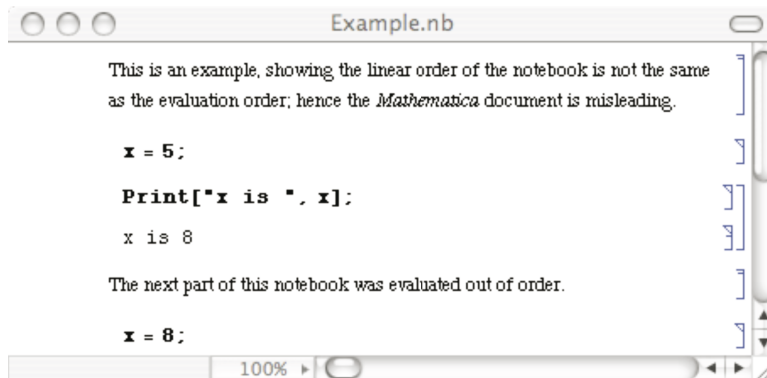 Example.nb
This is an example, showing the linear order of the notebook is not the same
as the evaluation order; hence the Mathematica document is misleading.
x = 5;
Print["x is ", x];
x is 8
The next part of this notebook was evaluated out of order.
x = 8;
100%